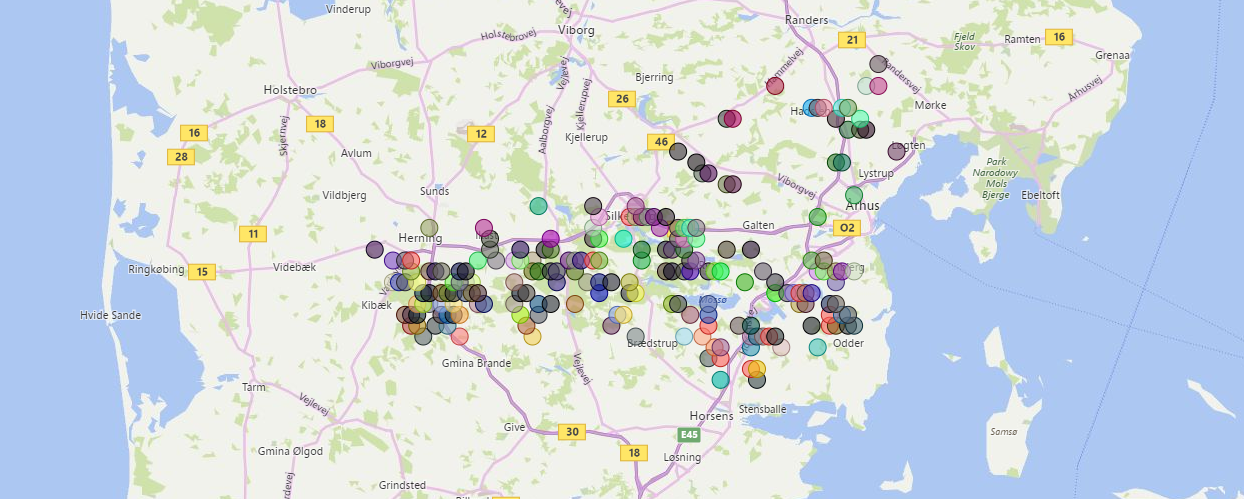 Vinderup
Randers
Viborg
Holstebrovej
21
Fjeld
Skov
Ramten
16
Grenaa
Viborgvej
Bjerring
Randersvej
Århusvej
Holstebro
26
Mørke
16
18
12
Skjernvej
Aalborgvej
Kjellerupvej
Kjellerup
46
Løgten
28
Avlum
Park
Narodowy
Mols
Bjerge
Viborgvej
Lystrup
Vildbjerg
Sunds
Ebeltoft
Århus
11
Herning
Galten
O2
Ringkøbing
15
Videbæk
Kibæk
Mossø
Hvide Sande
Brædstrup
Odder
Gmina Brande
Vejlevej
Tarm
Vejlevej
Horsens
Stensballe
Give
30
E45
Samsø
18
Gmina Ølgod
Løsning
Grindsted